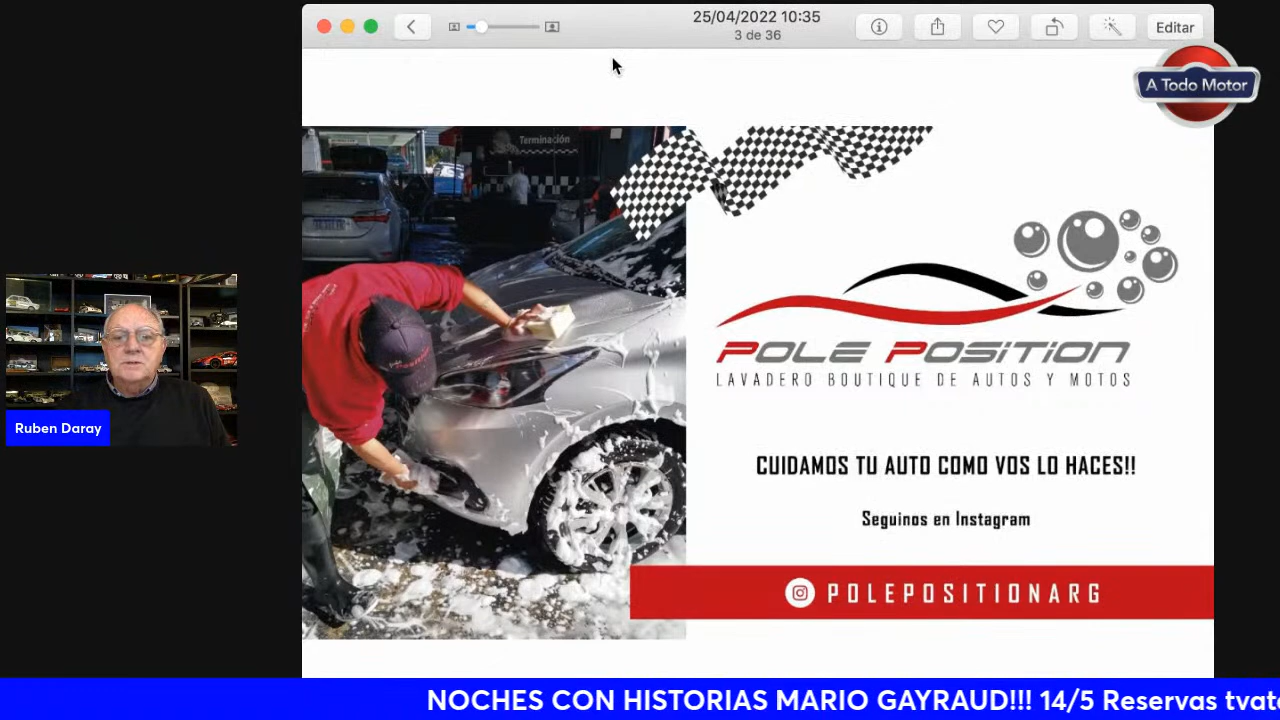 25/04/2022 10:35
3 de 36
Editar
A Todo Motor
Terminación
POLE POSITION
LAVADERO BOUTIQUE DE AUTOS Y MOTOS
CUIDAMOS TU AUTO COMO VOS LO HACES!!
Seguinos en Instagram
POLEPOSITIONARG
Ruben Daray
NOCHES CON HISTORIAS MARIO GAYRAUD!!! 14/5 Reservas tvato